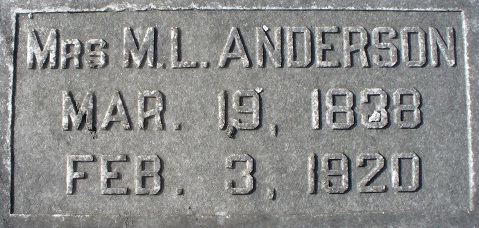 Mrs M.L. ANDERSON
MAR. 19, 1838
FEB. 3, 1920